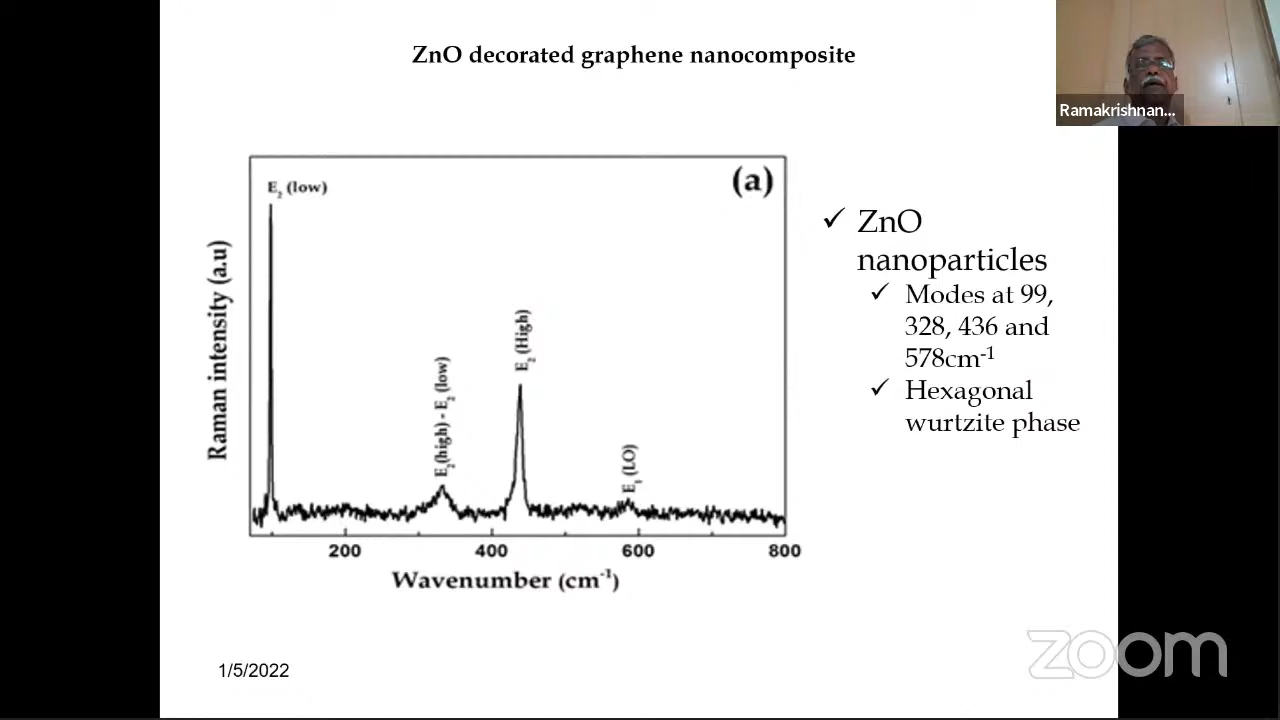 ZnO decorated graphene nanocomposite
Ramakrishnan...
(a)
E₂ (low)
E₂(high) - E₂ (low)
E₂ (High)
E₁ (LO)
Raman intensity (a.u)
200 400 600 800
Wavenumber (cm⁻¹)
✓ ZnO
nanoparticles
✓ Modes at 99,
328, 436 and
578cm⁻¹
✓ Hexagonal
wurtzite phase
1/5/2022
zoom